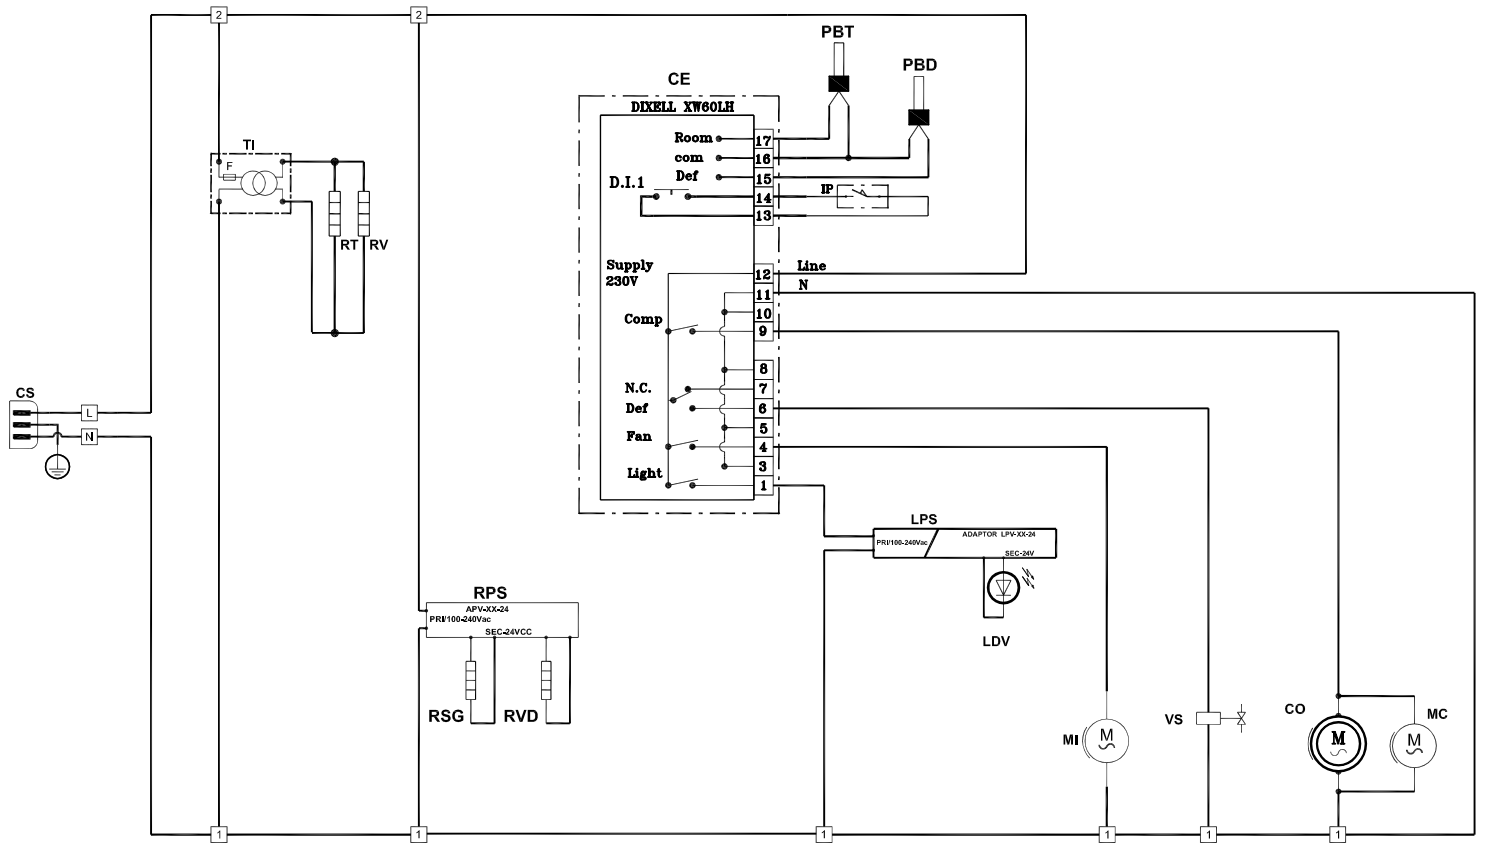 2
2
PBT
PBD
CE
DIXELL XW60LH
Room
17
com
16
Def
15
D.I.1
14
IP
13
TI
F
RT
RV
Supply
230V
12
Line
11
N
10
Comp
9
8
N.C.
7
Def
6
5
Fan
4
3
Light
1
CS
L
N
LPS
PRI/100-240Vac
ADAPTOR LPV-XX-24
SEC-24V
LDV
RPS
APV-XX-24
PRI/100-240Vac
SEC-24VCC
RSG
RVD
MI
M
VS
CO
M
MC
M
1
1
1
1
1
1